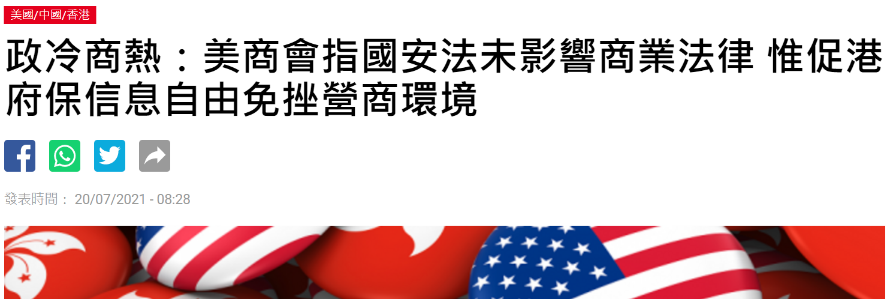 美國/中國/香港
政冷商熱：美商會指國安法未影響商業法律 惟促港
府保信息自由免挫營商環境
發表時間： 20/07/2021 - 08:28